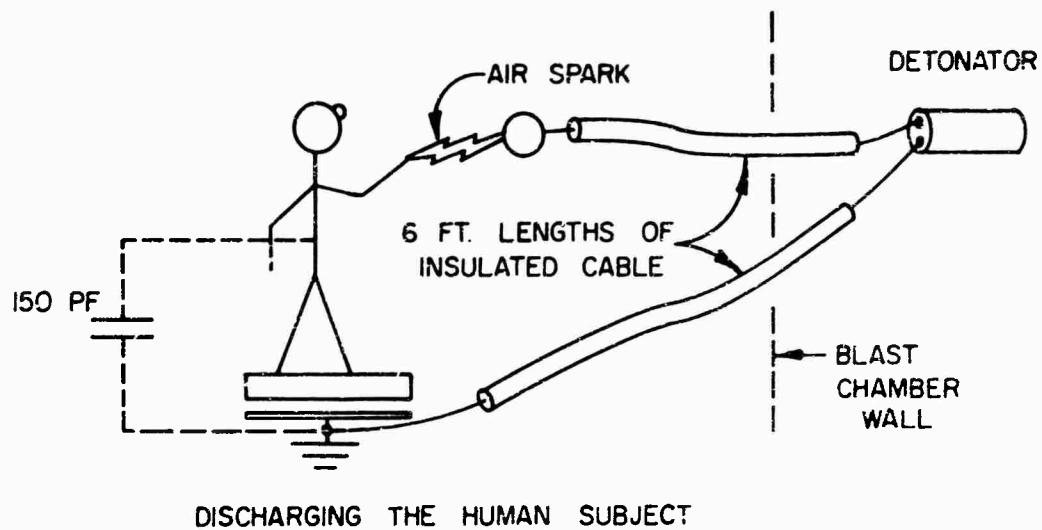 AIR SPARK
DETONATOR
6 FT. LENGTHS OF
INSULATED CABLE
150 PF
BLAST
CHAMBER
WALL
DISCHARGING THE HUMAN SUBJECT